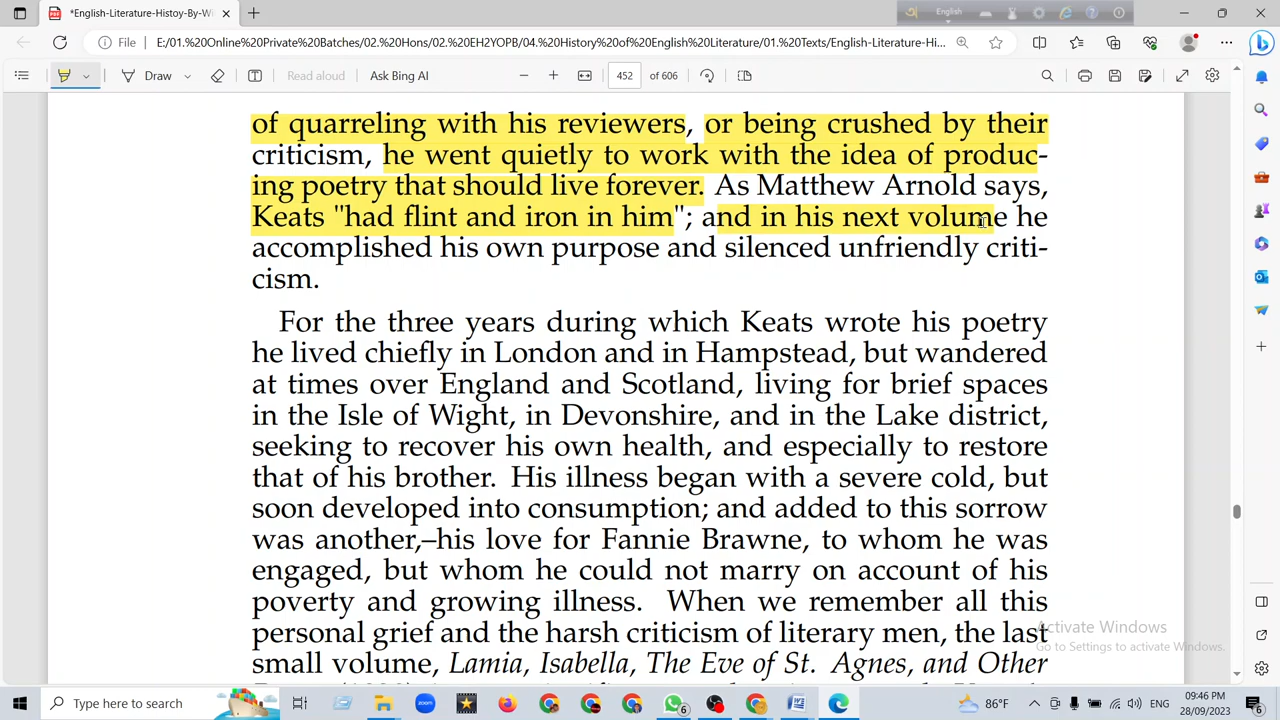 *English-Literature-Histoy-By-Wi
English
File
E:/01.%20Online%20Private%20Batches/02.%20Hons/02.%20EH2YOPB/04.%20History%20of%20English%20Literature/01.%20Texts/English-Literature-Hi...
Draw
Read aloud
Ask Bing AI
452 of 606
of quarreling with his reviewers, or being crushed by their
criticism, he went quietly to work with the idea of produc-
ing poetry that should live forever. As Matthew Arnold says,
Keats "had flint and iron in him"; and in his next volume he
accomplished his own purpose and silenced unfriendly criti-
cism.
For the three years during which Keats wrote his poetry
he lived chiefly in London and in Hampstead, but wandered
at times over England and Scotland, living for brief spaces
in the Isle of Wight, in Devonshire, and in the Lake district,
seeking to recover his own health, and especially to restore
that of his brother. His illness began with a severe cold, but
soon developed into consumption; and added to this sorrow
was another,–his love for Fannie Brawne, to whom he was
engaged, but whom he could not marry on account of his
poverty and growing illness. When we remember all this
personal grief and the harsh criticism of literary men, the last
small volume, Lamia, Isabella, The Eve of St. Agnes, and Other
Activate Windows
Go to Settings to activate Windows.
Type here to search
zoom
6
86°F
ENG
09:46 PM
28/09/2023
6